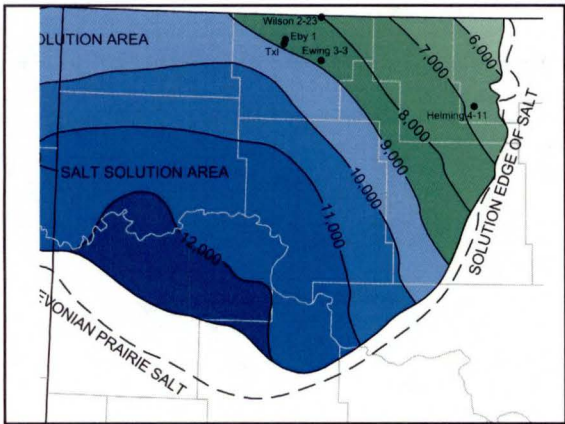 Wilson 2-23
OLUTION AREA
Eby 1
Txl
Ewing 3-3
6,000
7,000
Helming 4-11
8,000
9,000
SALT SOLUTION AREA
10,000
11,000
12,000
SOLUTION EDGE OF SALT
EVONIAN PRAIRIE SALT